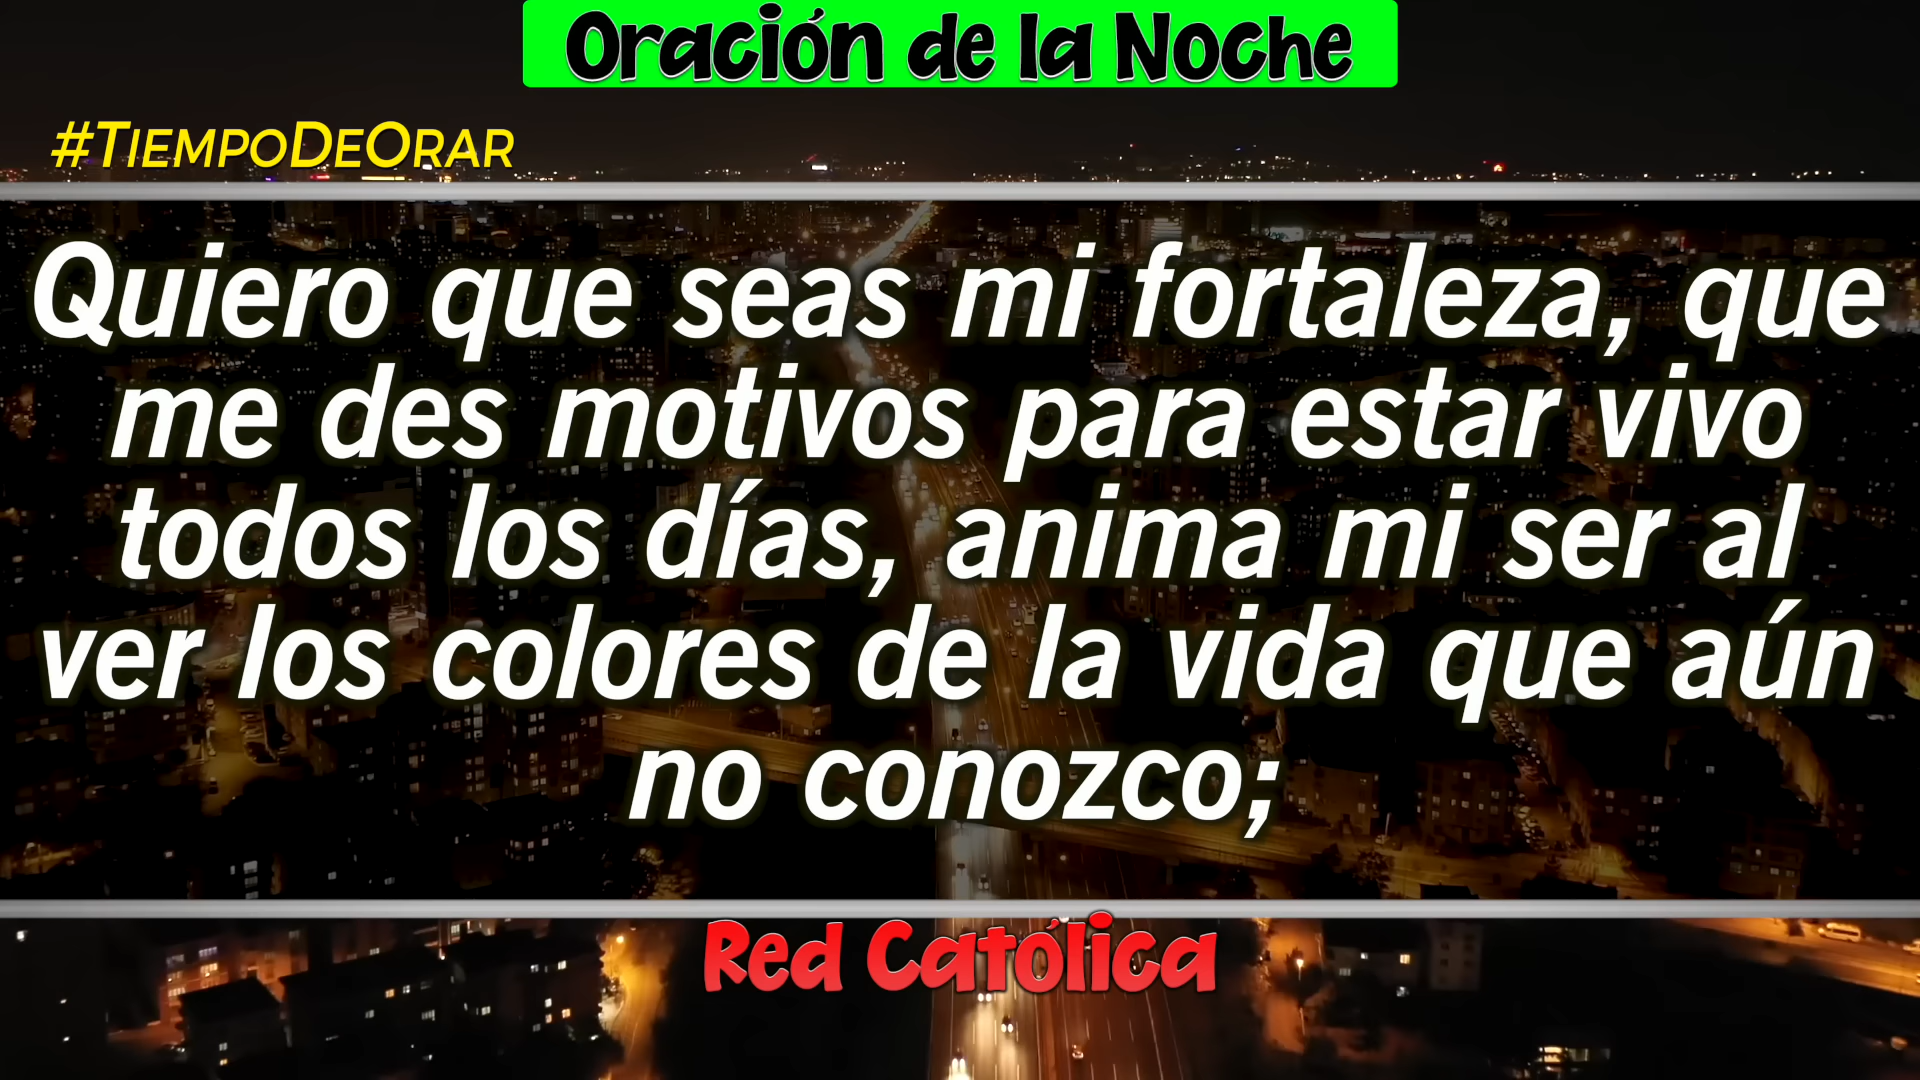 Oración de la Noche
#TiempoDeOrar
Quiero que seas mi fortaleza, que
me des motivos para estar vivo
todos los días, anima mi ser al
ver los colores de la vida que aún
no conozco;
Red Católica